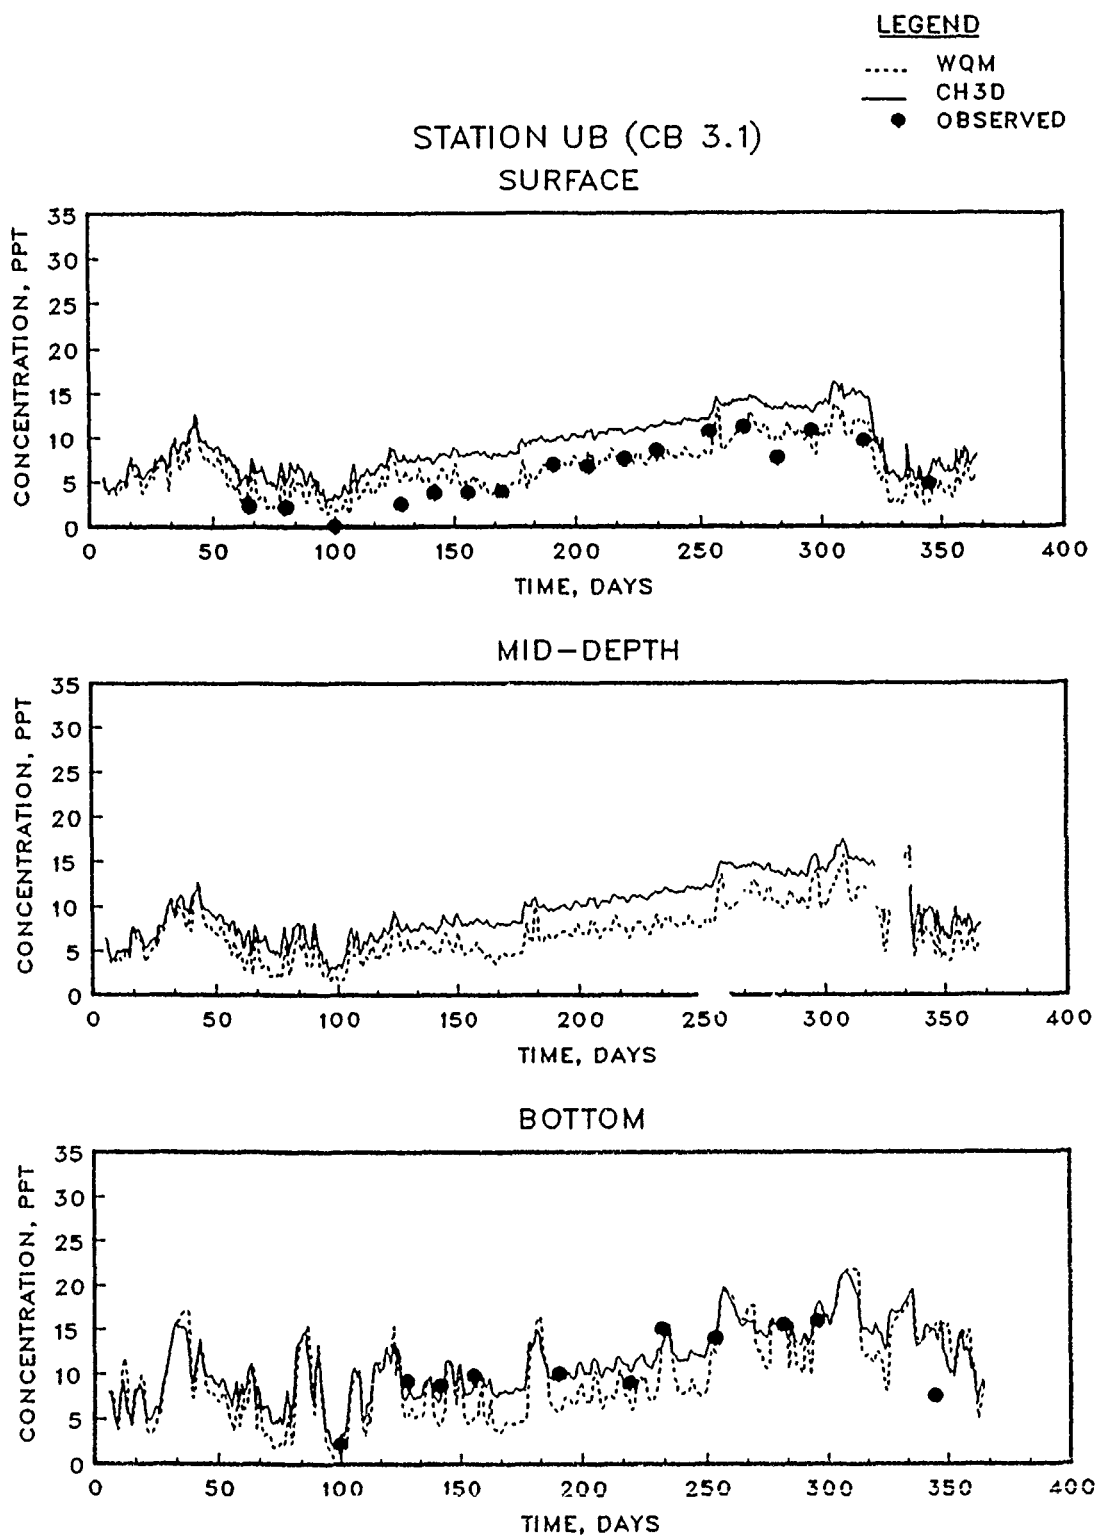 LEGEND
WQM
CH3D
OBSERVED
STATION UB (CB 3.1)
SURFACE
CONCENTRATION, PPT
35
30
25
20
15
10
5
0
0 50 100 150 200 250 300 350 400
TIME, DAYS
MID-DEPTH
CONCENTRATION, PPT
35
30
25
20
15
10
5
0
0 50 100 150 200 250 300 350 400
TIME, DAYS
BOTTOM
CONCENTRATION, PPT
35
30
25
20
15
10
5
0
0 50 100 150 200 250 300 350 400
TIME, DAYS